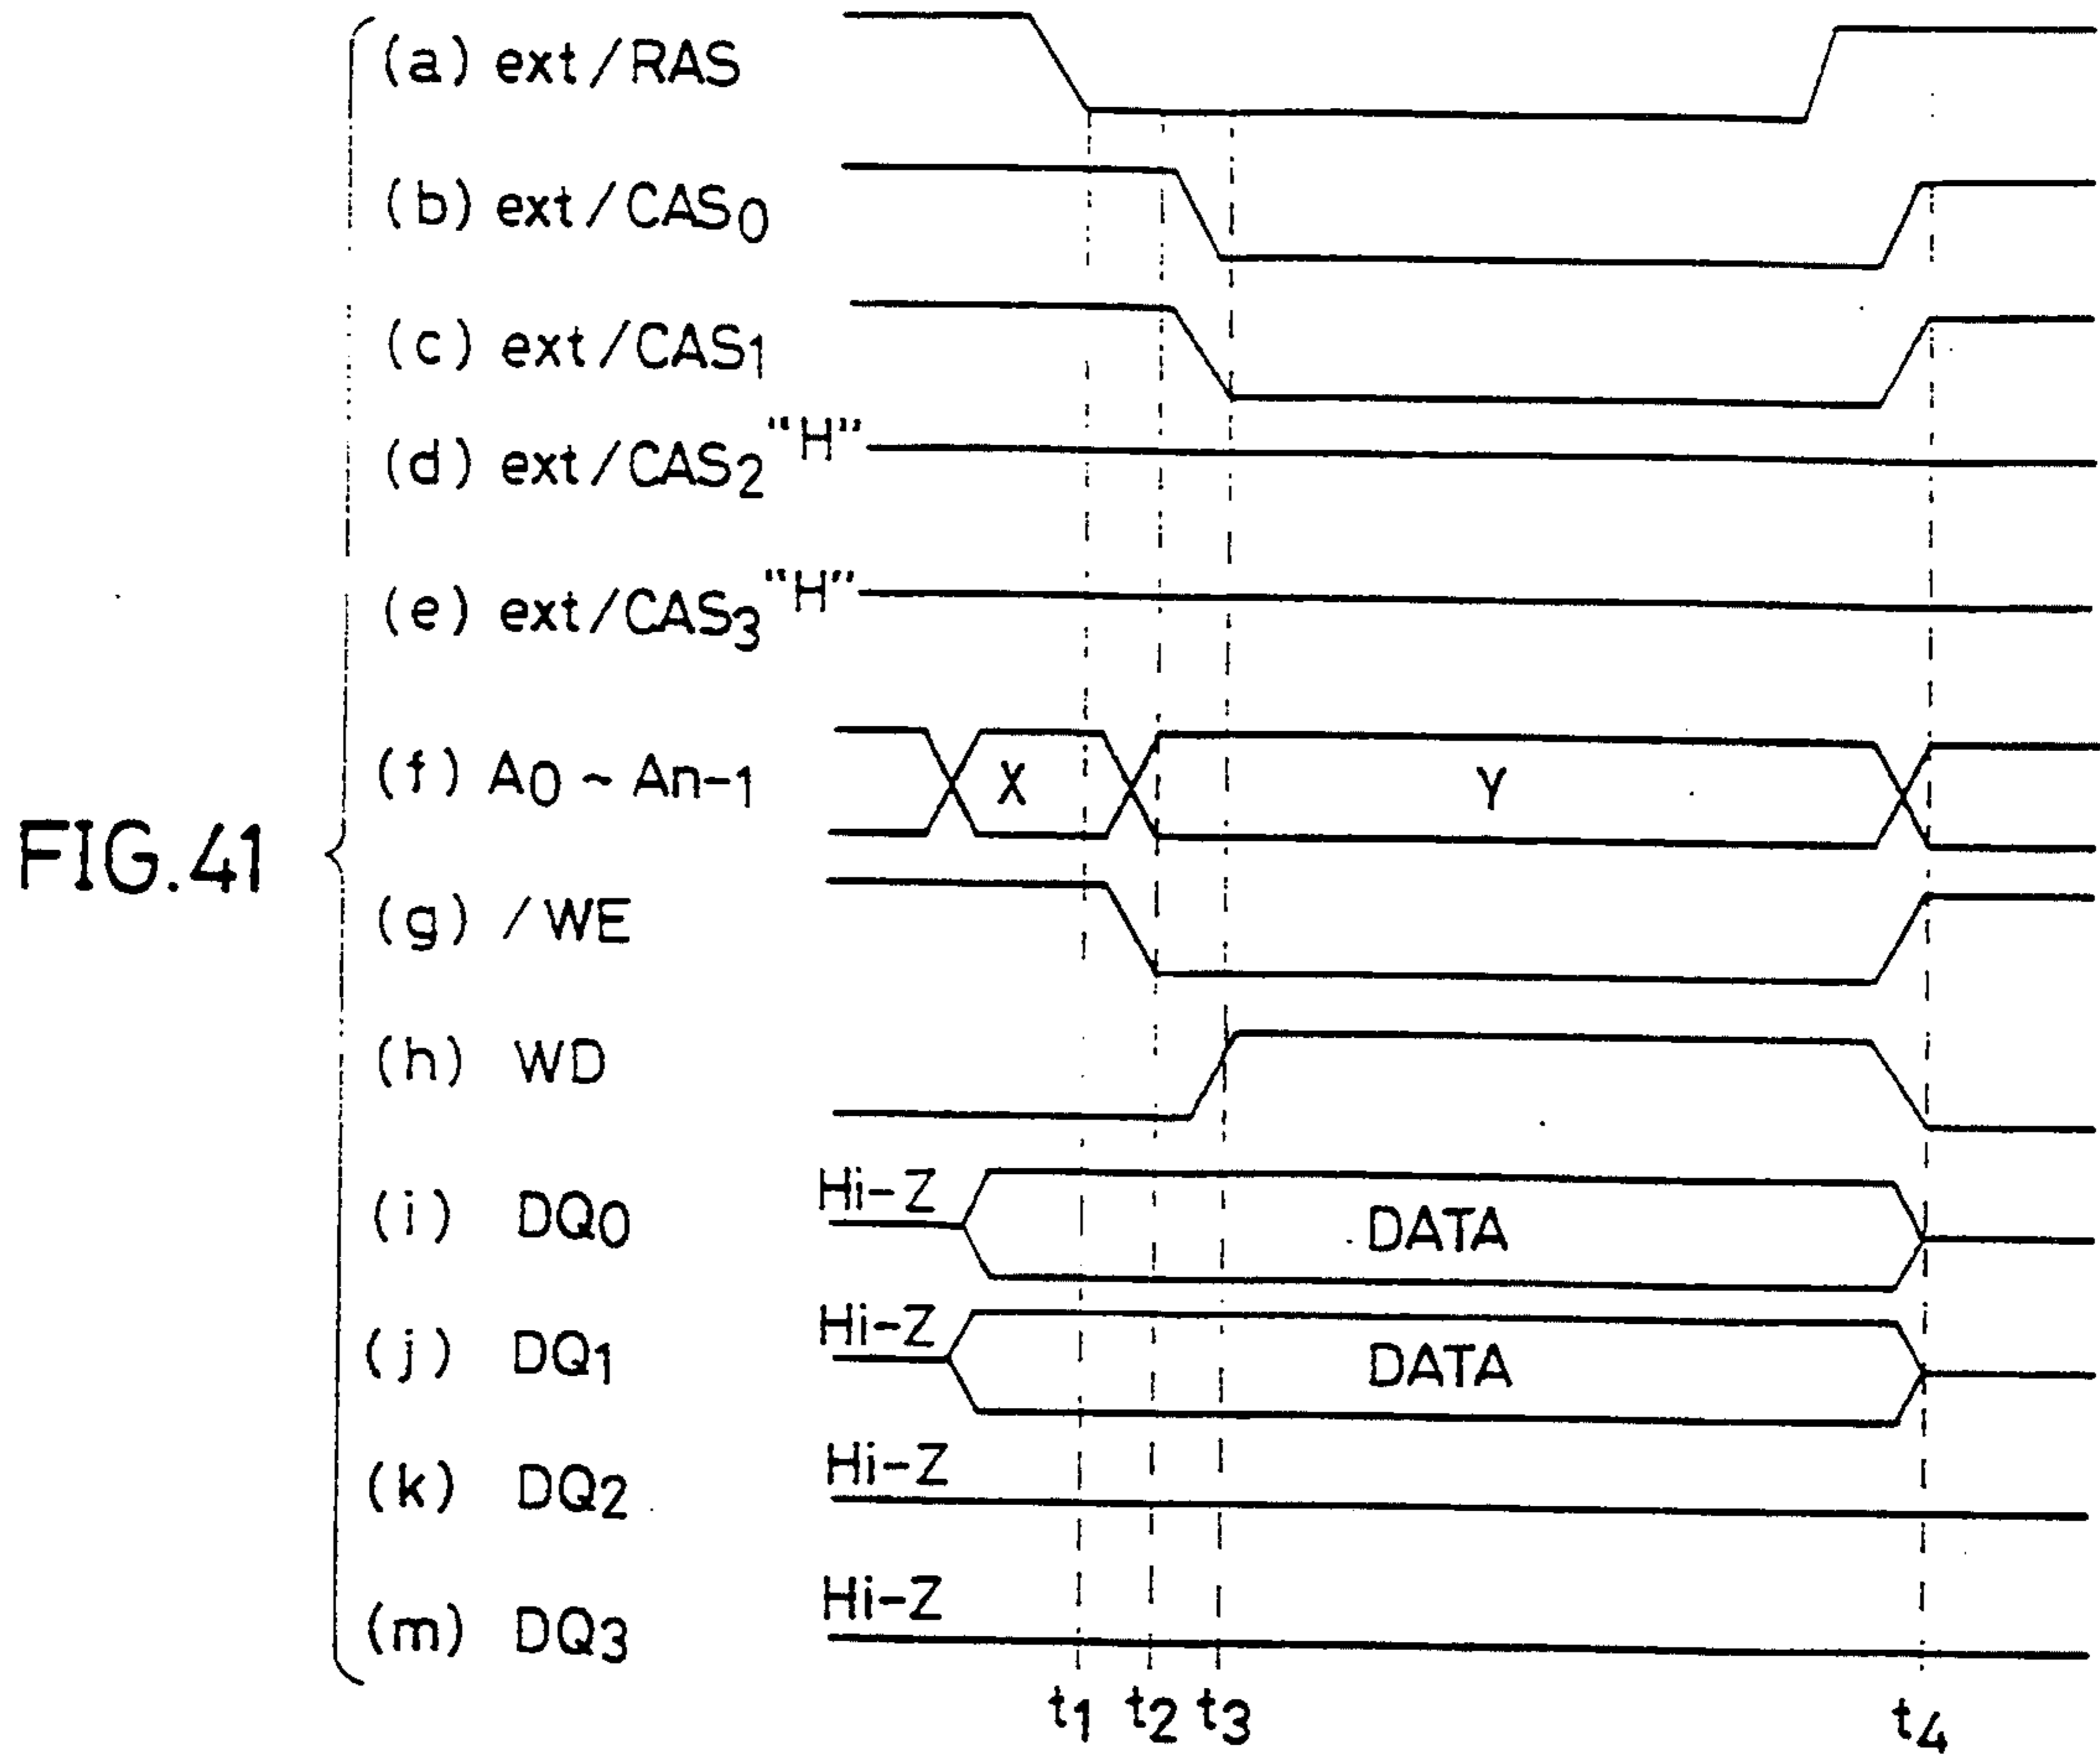 FIG.41
(a) ext/RAS
(b) ext/CAS0
(c) ext/CAS1
(d) ext/CAS2 "H"
(e) ext/CAS3 "H"
(f) A0 ~ An-1 X Y
(g) /WE
(h) WD
(i) DQ0 Hi-Z DATA
(j) DQ1 Hi-Z DATA
(k) DQ2 Hi-Z
(m) DQ3 Hi-Z
t1 t2 t3 t4